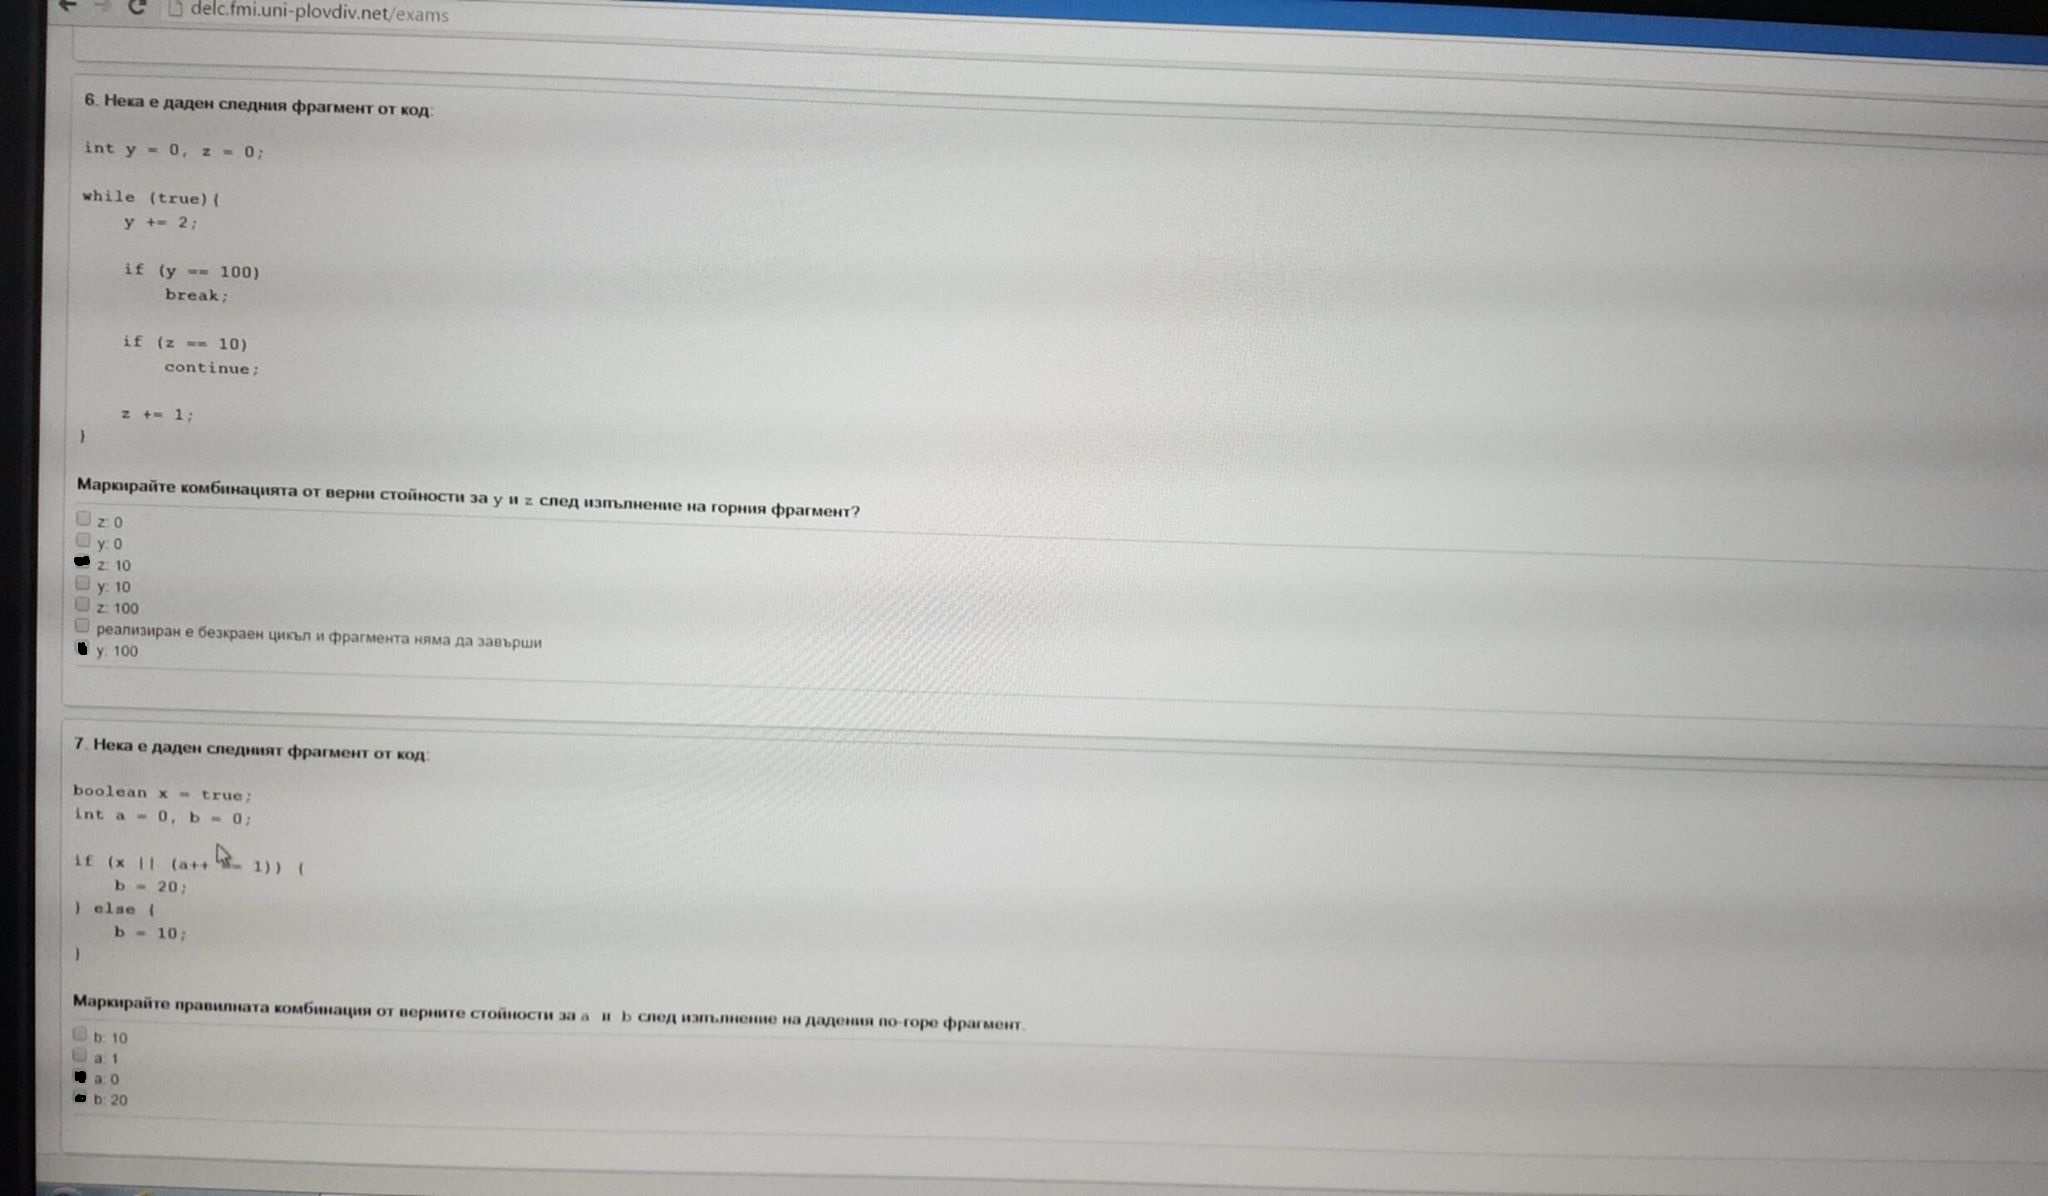 delc.fmi.uni-plovdiv.net/exams
6. Нека е даден следния фрагмент от код:
int y = 0, z = 0;
while (true){
y += 2;
if (y == 100)
break;
if (z == 10)
continue;
z += 1;
}
Маркирайте комбинацията от верни стойности за y и z след изпълнение на горния фрагмент?
z: 0
y: 0
z: 10
y: 10
z: 100
реализиран е безкраен цикъл и фрагмента няма да завърши
y: 100
7. Нека е даден следният фрагмент от код:
boolean x = true;
int a = 0, b = 0;
if (x || (a++ == 1)) {
b = 20;
} else {
b = 10;
}
Маркирайте правилната комбинация от верните стойности за a и b след изпълнение на дадения по-горе фрагмент.
b: 10
a: 1
a: 0
b: 20